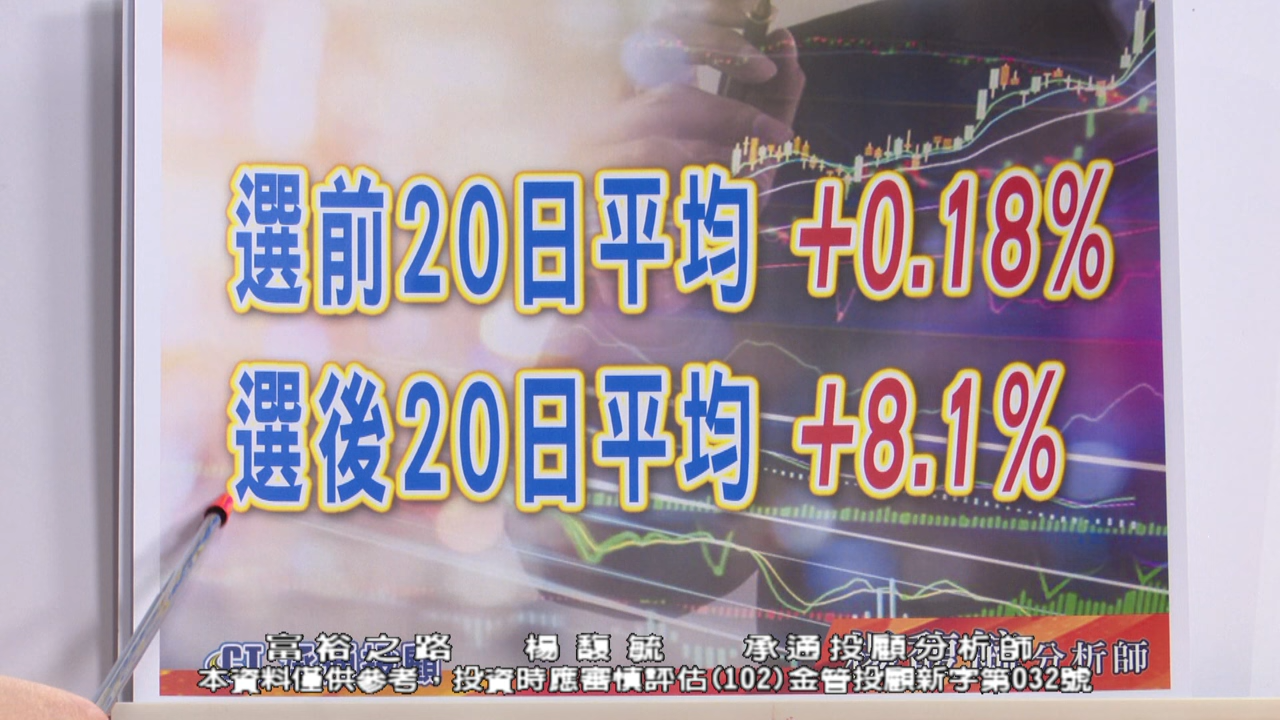 選前20日平均 +0.18%
選後20日平均 +8.1%
富裕之路 楊馥毓 承通投顧分析師
本資料僅供參考 投資時應審慎評估(102)金管投顧新字第032號